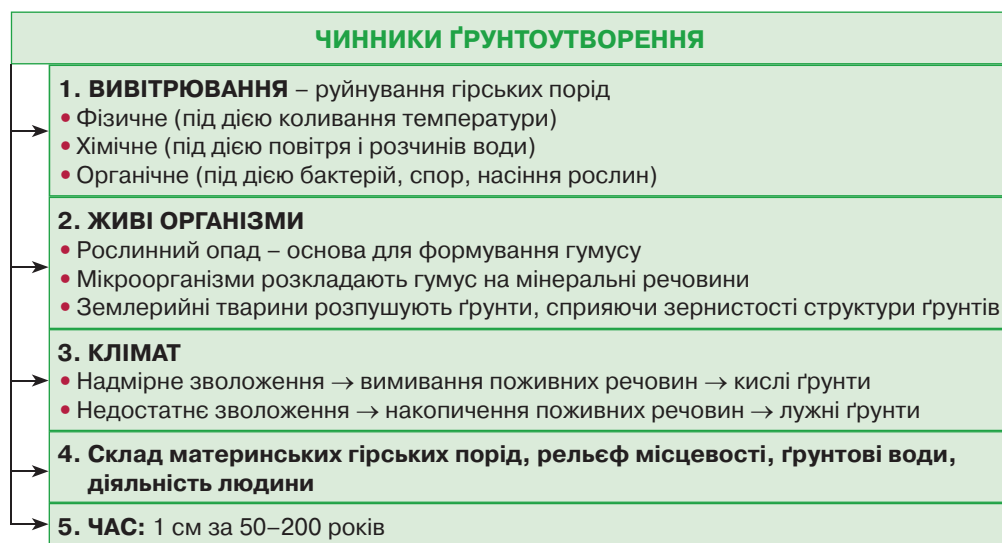 ЧИННИКИ ҐРУНТОУТВОРЕННЯ
1. ВИВІТРЮВАННЯ – руйнування гірських порід
• Фізичне (під дією коливання температури)
• Хімічне (під дією повітря і розчинів води)
• Органічне (під дією бактерій, спор, насіння рослин)
2. ЖИВІ ОРГАНІЗМИ
• Рослинний опад – основа для формування гумусу
• Мікроорганізми розкладають гумус на мінеральні речовини
• Землерийні тварини розпушують ґрунти, сприяючи зернистості структури ґрунтів
3. КЛІМАТ
• Надмірне зволоження → вимивання поживних речовин → кислі ґрунти
• Недостатнє зволоження → накопичення поживних речовин → лужні ґрунти
4. Склад материнських гірських порід, рельєф місцевості, ґрунтові води,
діяльність людини
5. ЧАС: 1 см за 50–200 років